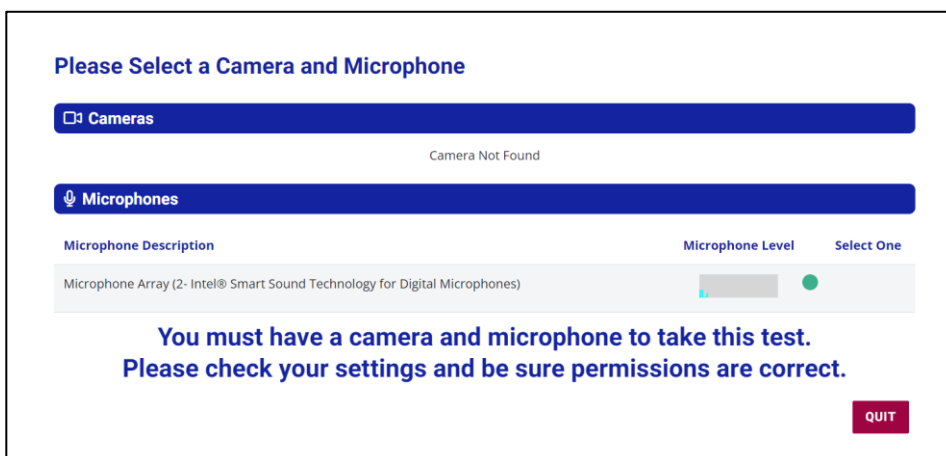 Please Select a Camera and Microphone
Cameras
Camera Not Found
Microphones
Microphone Description Microphone Level Select One
Microphone Array (2- Intel® Smart Sound Technology for Digital Microphones)
You must have a camera and microphone to take this test.
Please check your settings and be sure permissions are correct.
QUIT